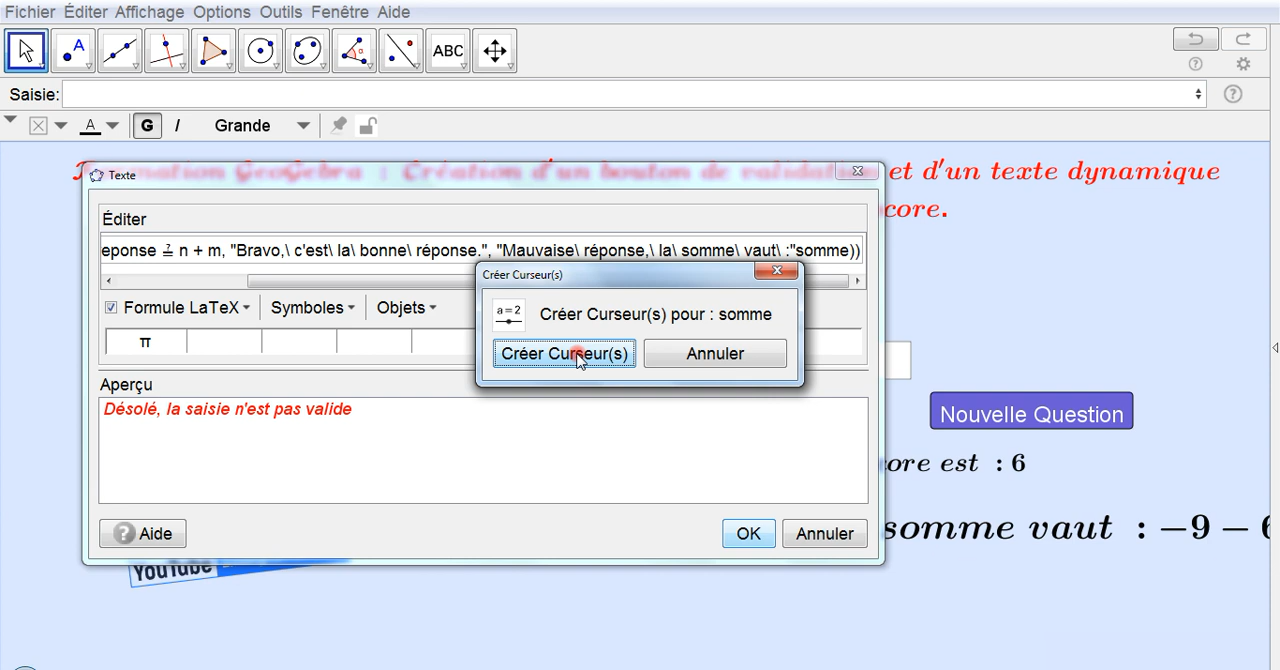 Fichier Éditer Affichage Options Outils Fenêtre Aide
A
ABC
Saisie:
A G I Grande
et d'un texte dynamique
core.
Texte
Éditer
eponse ≟ n + m, "Bravo,\ c'est\ la\ bonne\ réponse.", "Mauvaise\ réponse,\ la\ somme\ vaut\ :"somme))
Créer Curseur(s)
a=2
Créer Curseur(s) pour : somme
Créer Curseur(s) Annuler
Formule LaTeX Symboles Objets
π
Aperçu
Désolé, la saisie n'est pas valide
Nouvelle Question
core est : 6
somme vaut : −9 − 6
Aide OK Annuler
YouTube